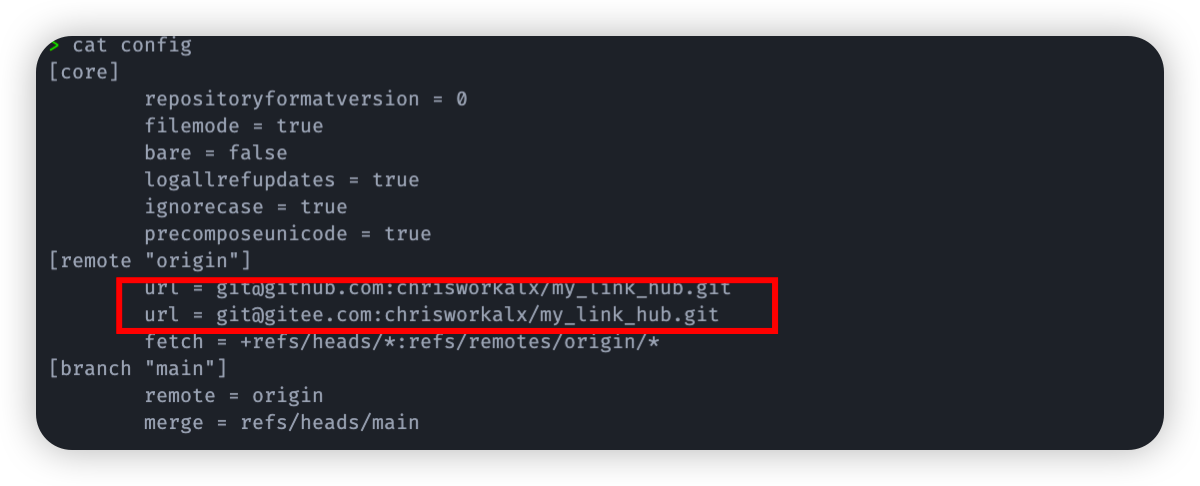 > cat config
[core]
repositoryformatversion = 0
filemode = true
bare = false
logallrefupdates = true
ignorecase = true
precomposeunicode = true
[remote "origin"]
url = git@github.com:chrisworkalx/my_link_hub.git
url = git@gitee.com:chrisworkalx/my_link_hub.git
fetch = +refs/heads/*:refs/remotes/origin/*
[branch "main"]
remote = origin
merge = refs/heads/main